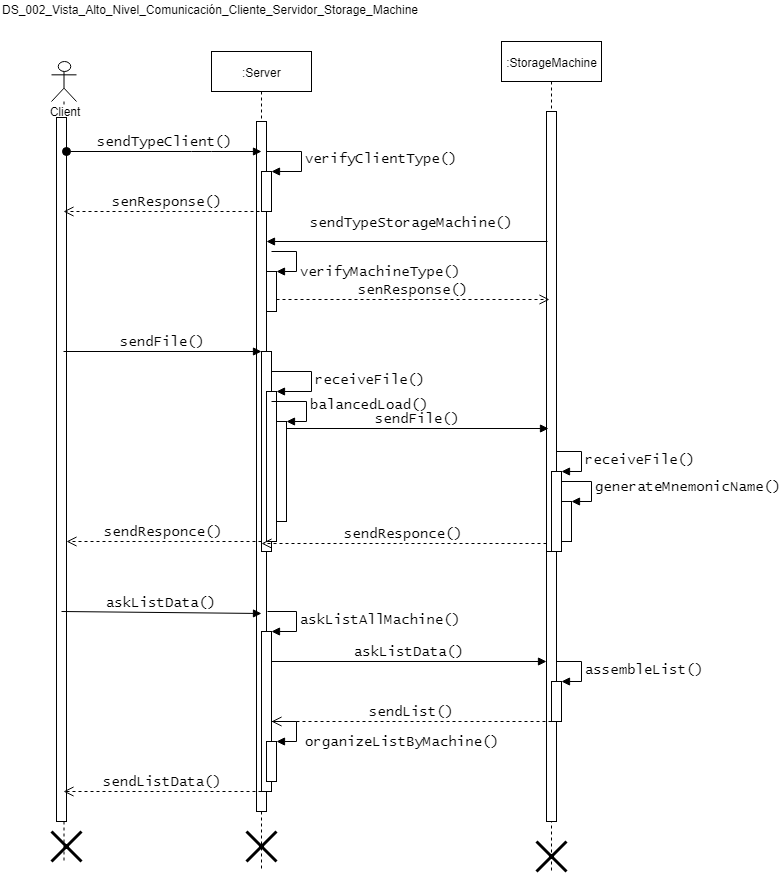 DS_002_Vista_Alto_Nivel_Comunicación_Cliente_Servidor_Storage_Machine
:StorageMachine
:Server
Client
sendTypeClient()
verifyClientType()
senResponse()
sendTypeStorageMachine()
verifyMachineType()
senResponse()
sendFile()
receiveFile()
balancedLoad()
sendFile()
receiveFile()
generateMnemonicName()
sendResponce()
sendResponce()
askListData()
askListAllMachine()
askListData()
assembleList()
sendList()
organizeListByMachine()
sendListData()